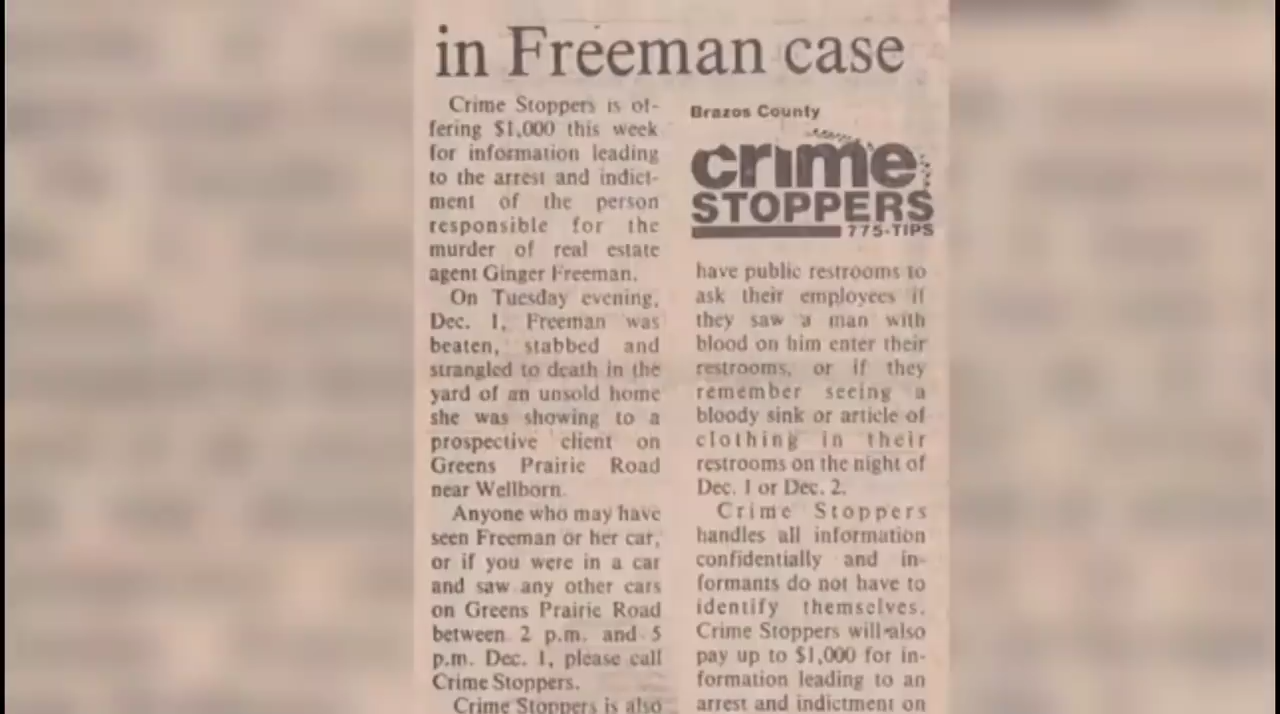 in Freeman case
Crime Stoppers is of-
fering $1,000 this week
for information leading
to the arrest and indict-
ment of the person
responsible for the
murder of real estate
agent Ginger Freeman.
On Tuesday evening,
Dec. 1, Freeman was
beaten, stabbed and
strangled to death in the
yard of an unsold home
she was showing to a
prospective client on
Greens Prairie Road
near Wellborn.
Anyone who may have
seen Freeman or her car,
or if you were in a car
and saw any other cars
on Greens Prairie Road
between 2 p.m. and 5
p.m. Dec. 1, please call
Crime Stoppers.
Crime Stoppers is also
Brazos County
crime
STOPPERS
775-TIPS
have public restrooms to
ask their employees if
they saw a man with
blood on him enter their
restrooms, or if they
remember seeing a
bloody sink or article of
clothing in their
restrooms on the night of
Dec. 1 or Dec. 2.
Crime Stoppers
handles all information
confidentially and in-
formants do not have to
identify themselves.
Crime Stoppers will also
pay up to $1,000 for in-
formation leading to an
arrest and indictment on